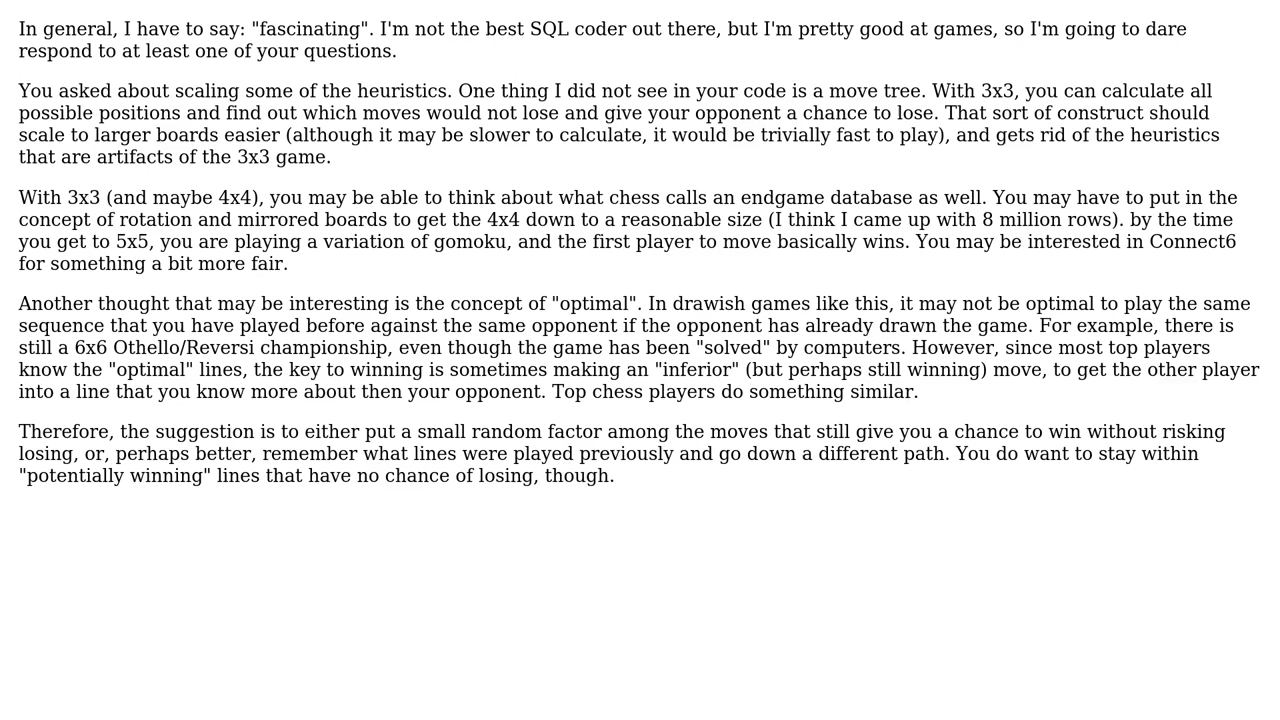 In general, I have to say: "fascinating". I'm not the best SQL coder out there, but I'm pretty good at games, so I'm going to dare
respond to at least one of your questions.
You asked about scaling some of the heuristics. One thing I did not see in your code is a move tree. With 3x3, you can calculate all
possible positions and find out which moves would not lose and give your opponent a chance to lose. That sort of construct should
scale to larger boards easier (although it may be slower to calculate, it would be trivially fast to play), and gets rid of the heuristics
that are artifacts of the 3x3 game.
With 3x3 (and maybe 4x4), you may be able to think about what chess calls an endgame database as well. You may have to put in the
concept of rotation and mirrored boards to get the 4x4 down to a reasonable size (I think I came up with 8 million rows). by the time
you get to 5x5, you are playing a variation of gomoku, and the first player to move basically wins. You may be interested in Connect6
for something a bit more fair.
Another thought that may be interesting is the concept of "optimal". In drawish games like this, it may not be optimal to play the same
sequence that you have played before against the same opponent if the opponent has already drawn the game. For example, there is
still a 6x6 Othello/Reversi championship, even though the game has been "solved" by computers. However, since most top players
know the "optimal" lines, the key to winning is sometimes making an "inferior" (but perhaps still winning) move, to get the other player
into a line that you know more about then your opponent. Top chess players do something similar.
Therefore, the suggestion is to either put a small random factor among the moves that still give you a chance to win without risking
losing, or, perhaps better, remember what lines were played previously and go down a different path. You do want to stay within
"potentially winning" lines that have no chance of losing, though.